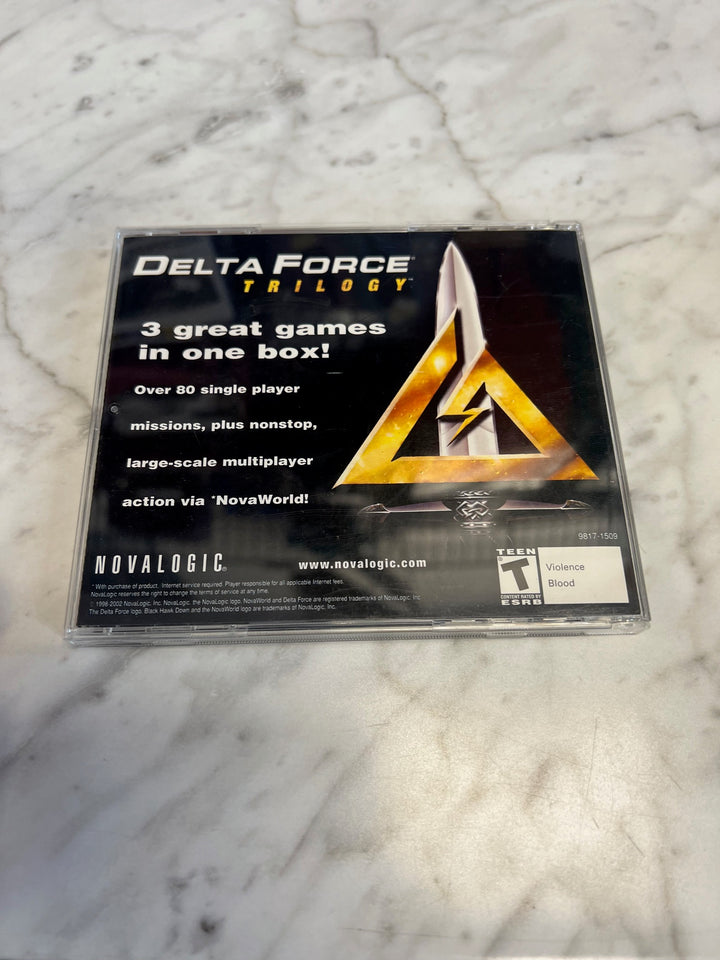 DELTA FORCE®
TRILOGY™
3 great games
in one box!
Over 80 single player
missions, plus nonstop,
large-scale multiplayer
action via *NovaWorld!
9817-1509
NOVALOGIC®
www.novalogic.com
TEEN
T
CONTENT RATED BY
ESRB
Violence
Blood
* With purchase of product. Internet service required. Player responsible for all applicable Internet fees.
NovaLogic reserves the right to change the terms of service at any time.
© 1998-2002 NovaLogic, Inc. NovaLogic, the NovaLogic logo, NovaWorld and Delta Force are registered trademarks of NovaLogic, Inc.
The Delta Force logo, Black Hawk Down and the NovaWorld logo are trademarks of NovaLogic, Inc.